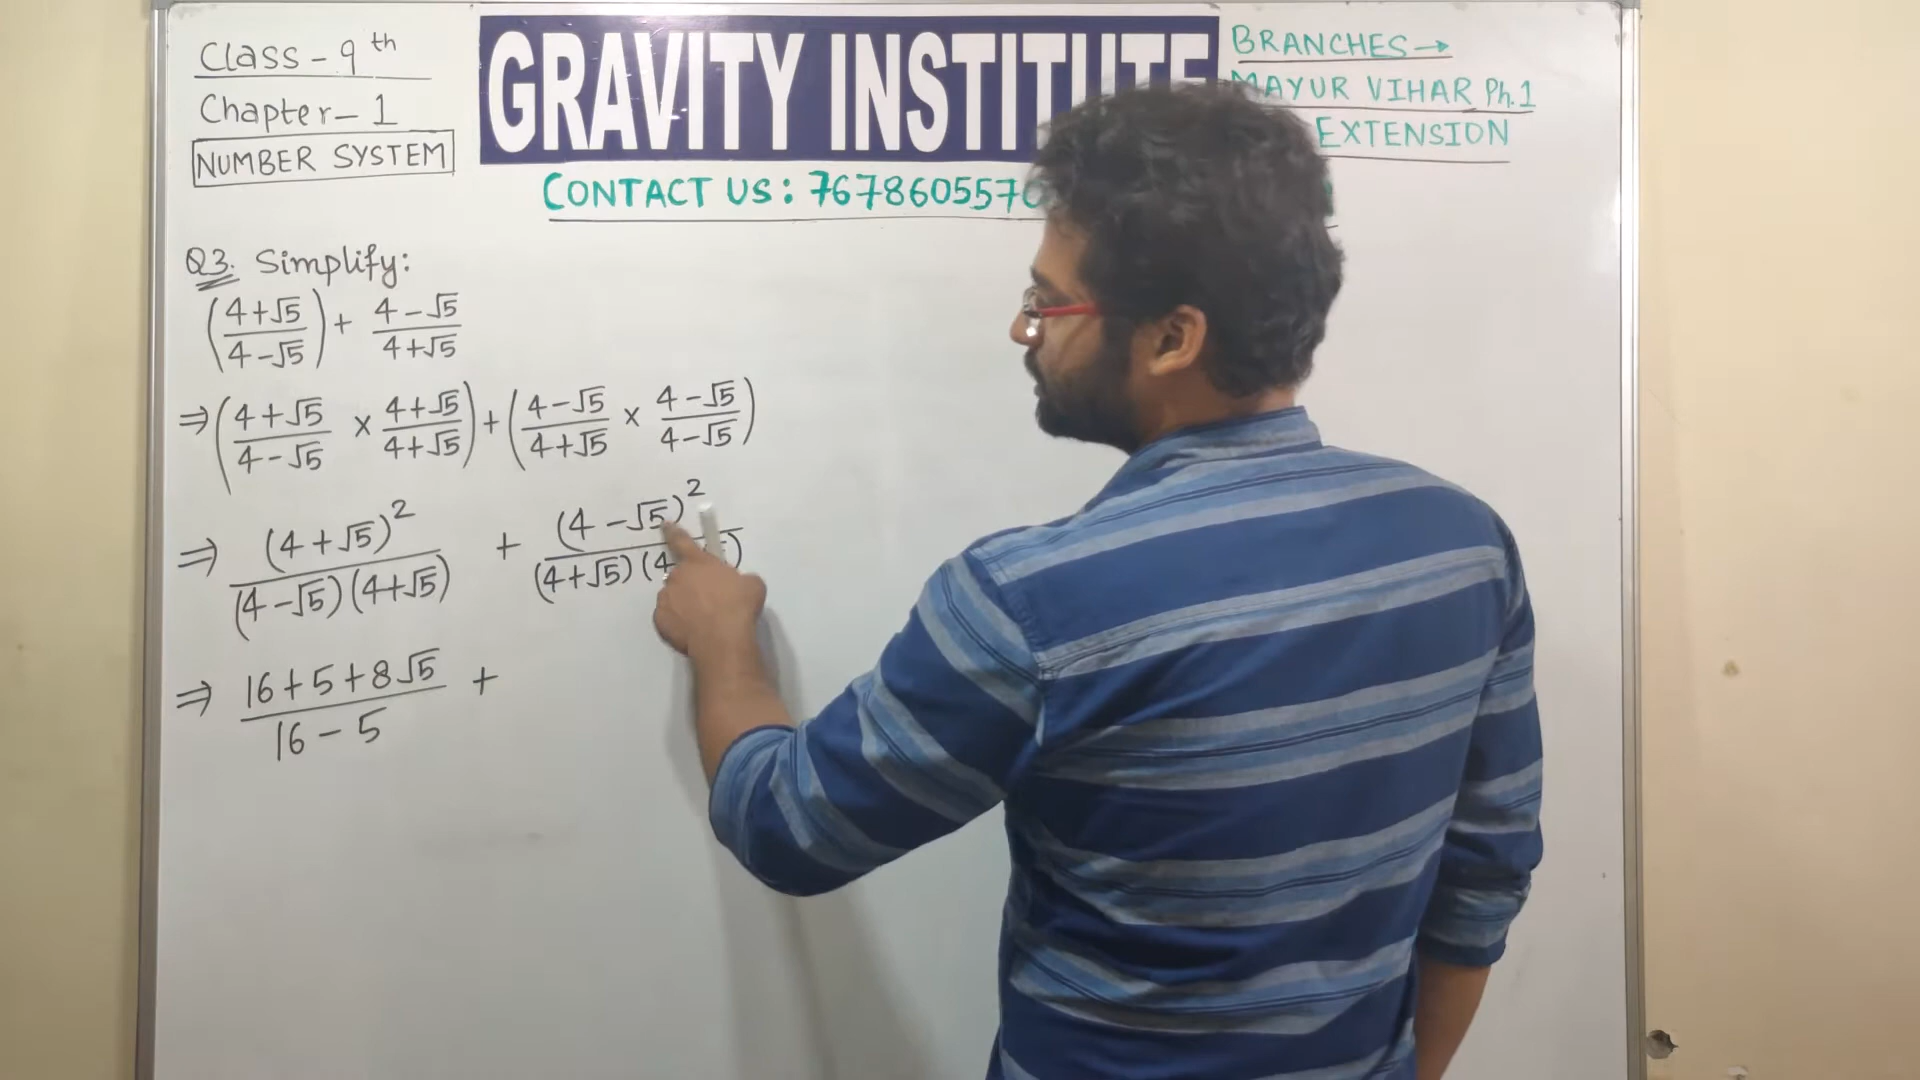 Class - 9th
Chapter - 1
NUMBER SYSTEM
GRAVITY INSTITUTE
CONTACT US: 767860557
BRANCHES→
MAYUR VIHAR Ph.1
EXTENSION
Q3. Simplify:
((4+√5)/(4-√5)) + (4-√5)/(4+√5)
⇒ ((4+√5)/(4-√5) × (4+√5)/(4+√5)) + ((4-√5)/(4+√5) × (4-√5)/(4-√5))
⇒ (4+√5)²/((4-√5)(4+√5)) + (4-√5)²/((4+√5)(4
⇒ (16+5+8√5)/(16-5) +